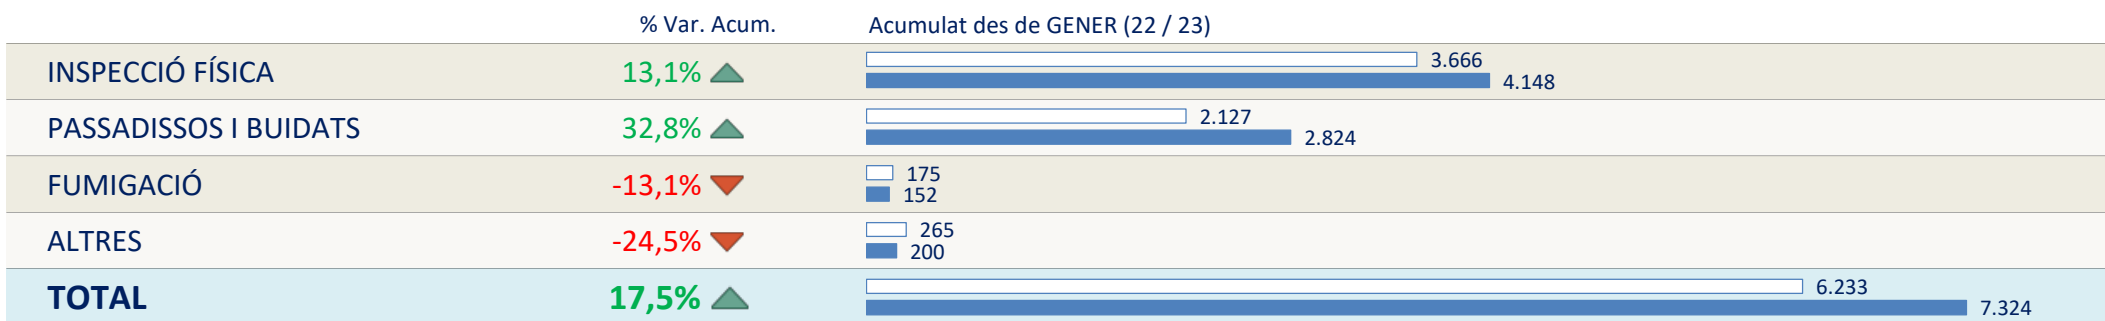 % Var. Acum. Acumulat des de GENER (22 / 23)
INSPECCIÓ FÍSICA 13,1% 3.666
4.148
PASSADISSOS I BUIDATS 32,8% 2.127
2.824
FUMIGACIÓ -13,1% 175
152
ALTRES -24,5% 265
200
TOTAL 17,5% 6.233
7.324